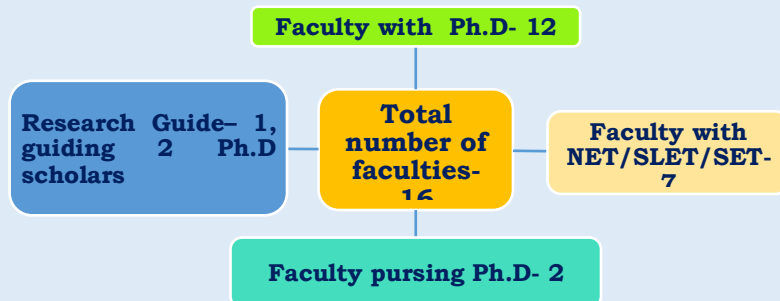 Faculty with Ph.D- 12
Research Guide– 1,
guiding 2 Ph.D
scholars
Total
number of
faculties-
16
Faculty with
NET/SLET/SET-
7
Faculty pursing Ph.D- 2